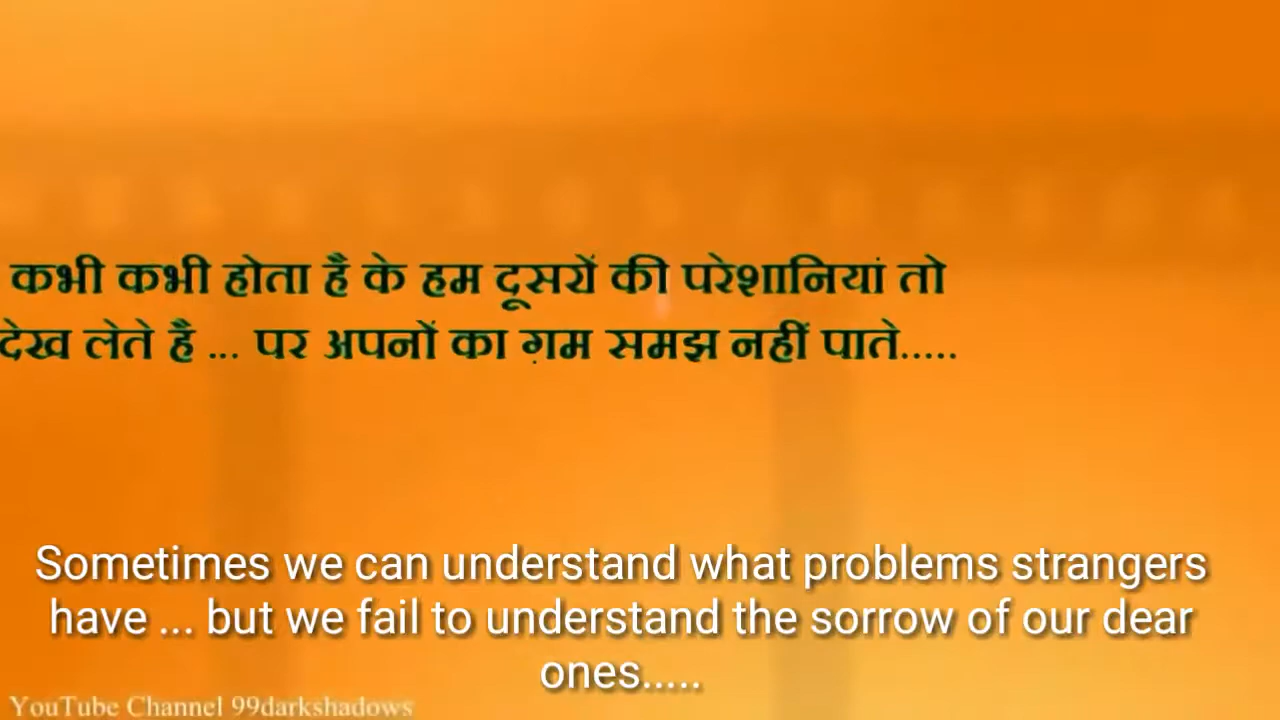 कभी कभी होता है के हम दूसरों की परेशानियां तो
देख लेते है ... पर अपनों का ग़म समझ नहीं पाते.....
Sometimes we can understand what problems strangers
have ... but we fail to understand the sorrow of our dear
ones.....
YouTube Channel 99darkshadows